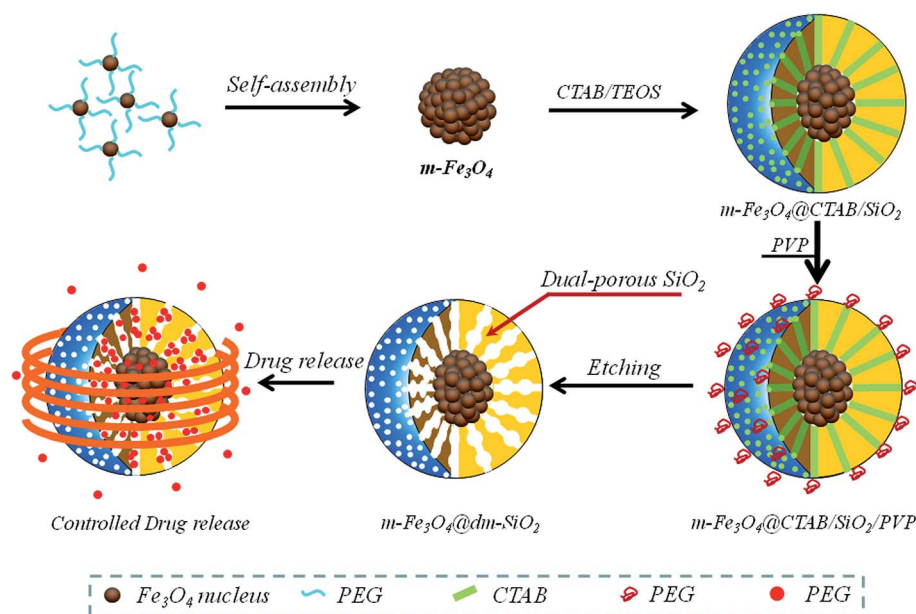 Self-assembly
CTAB/TEOS
m-Fe₃O₄
m-Fe₃O₄@CTAB/SiO₂
PVP
Dual-porous SiO₂
Drug release
Etching
Controlled Drug release
m-Fe₃O₄@dm-SiO₂
m-Fe₃O₄@CTAB/SiO₂/PVP
Fe₃O₄ nucleus PEG CTAB PEG PEG